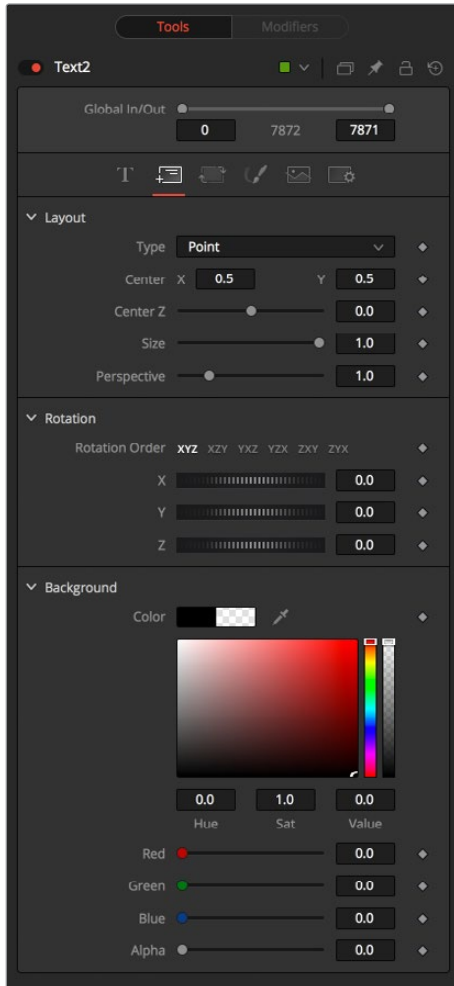 Tools Modifiers
Text2
Global In/Out
0 7872 7871
T
Layout
Type Point
Center X 0.5 Y 0.5
Center Z 0.0
Size 1.0
Perspective 1.0
Rotation
Rotation Order XYZ XZY YXZ YZX ZXY ZYX
X 0.0
Y 0.0
Z 0.0
Background
Color
0.0 1.0 0.0
Hue Sat Value
Red 0.0
Green 0.0
Blue 0.0
Alpha 0.0